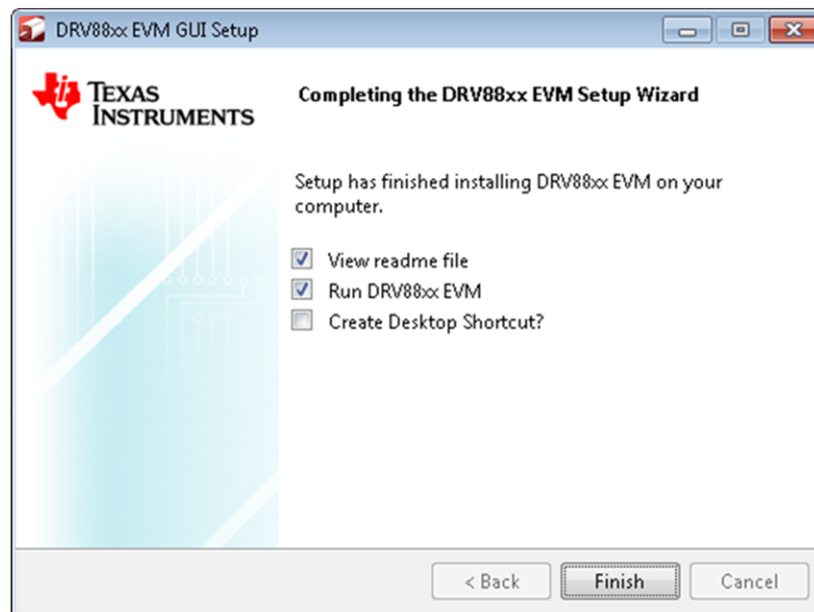 DRV88xx EVM GUI Setup
TEXAS
INSTRUMENTS
Completing the DRV88xx EVM Setup Wizard
Setup has finished installing DRV88xx EVM on your
computer.
View readme file
Run DRV88xx EVM
Create Desktop Shortcut?
< Back
Finish
Cancel